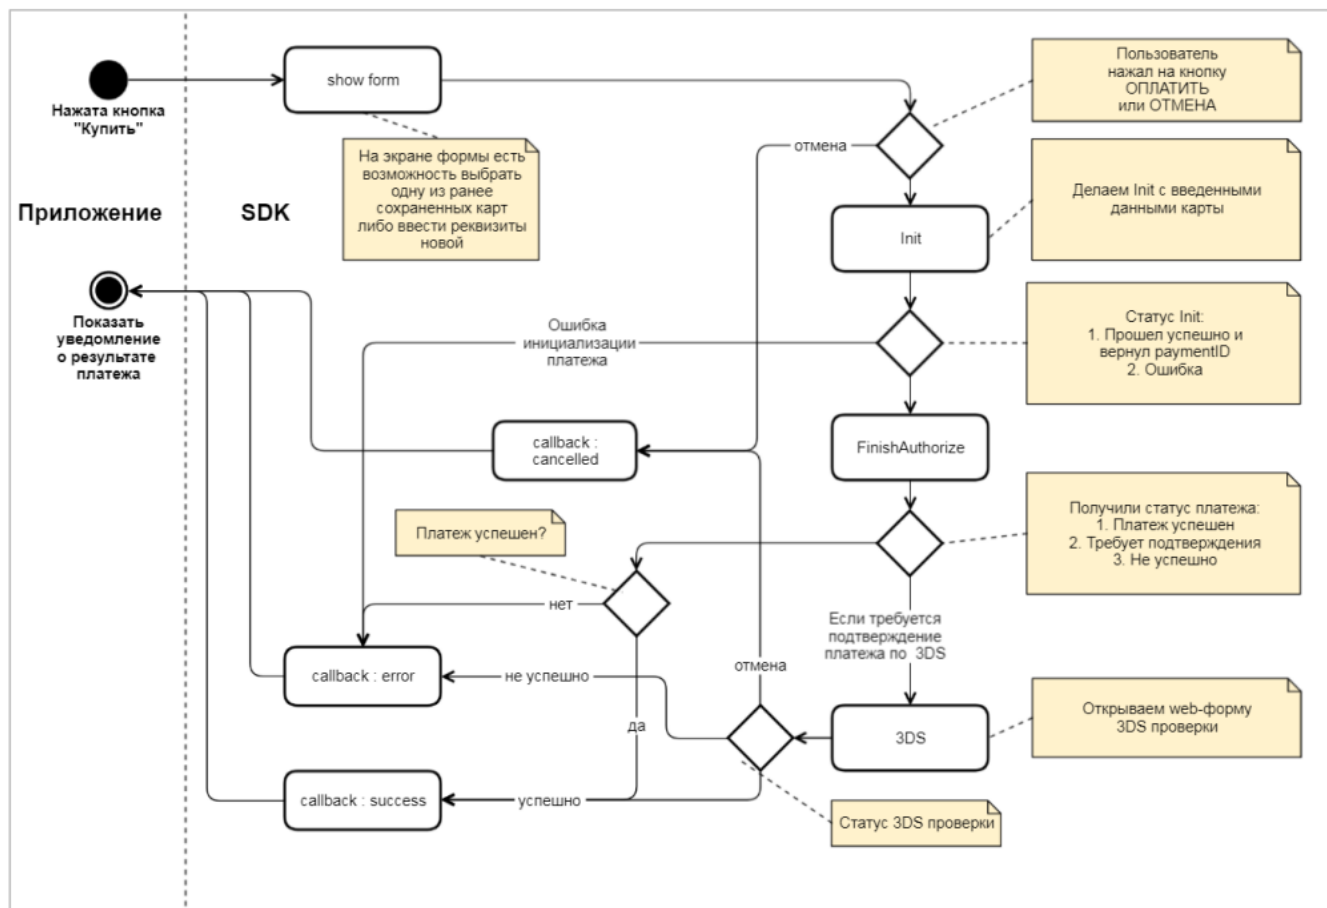 show form
Нажата кнопка
"Купить"
Пользователь
нажал на кнопку
ОПЛАТИТЬ
или ОТМЕНА
На экране формы есть
возможность выбрать
одну из ранее
сохраненных карт
либо ввести реквизиты
новой
отмена
Приложение
SDK
Делаем Init с введенными
данными карты
Init
Показать
уведомление
о результате
платежа
Ошибка
инициализации
платежа
Статус Init:
1. Прошел успешно и
вернул paymentID
2. Ошибка
callback :
cancelled
FinishAuthorize
Платеж успешен?
Получили статус платежа:
1. Платеж успешен
2. Требует подтверждения
3. Не успешно
нет
Если требуется
подтверждение
платежа по 3DS
отмена
callback : error
не успешно
да
3DS
Открываем web-форму
3DS проверки
callback : success
успешно
Статус 3DS проверки